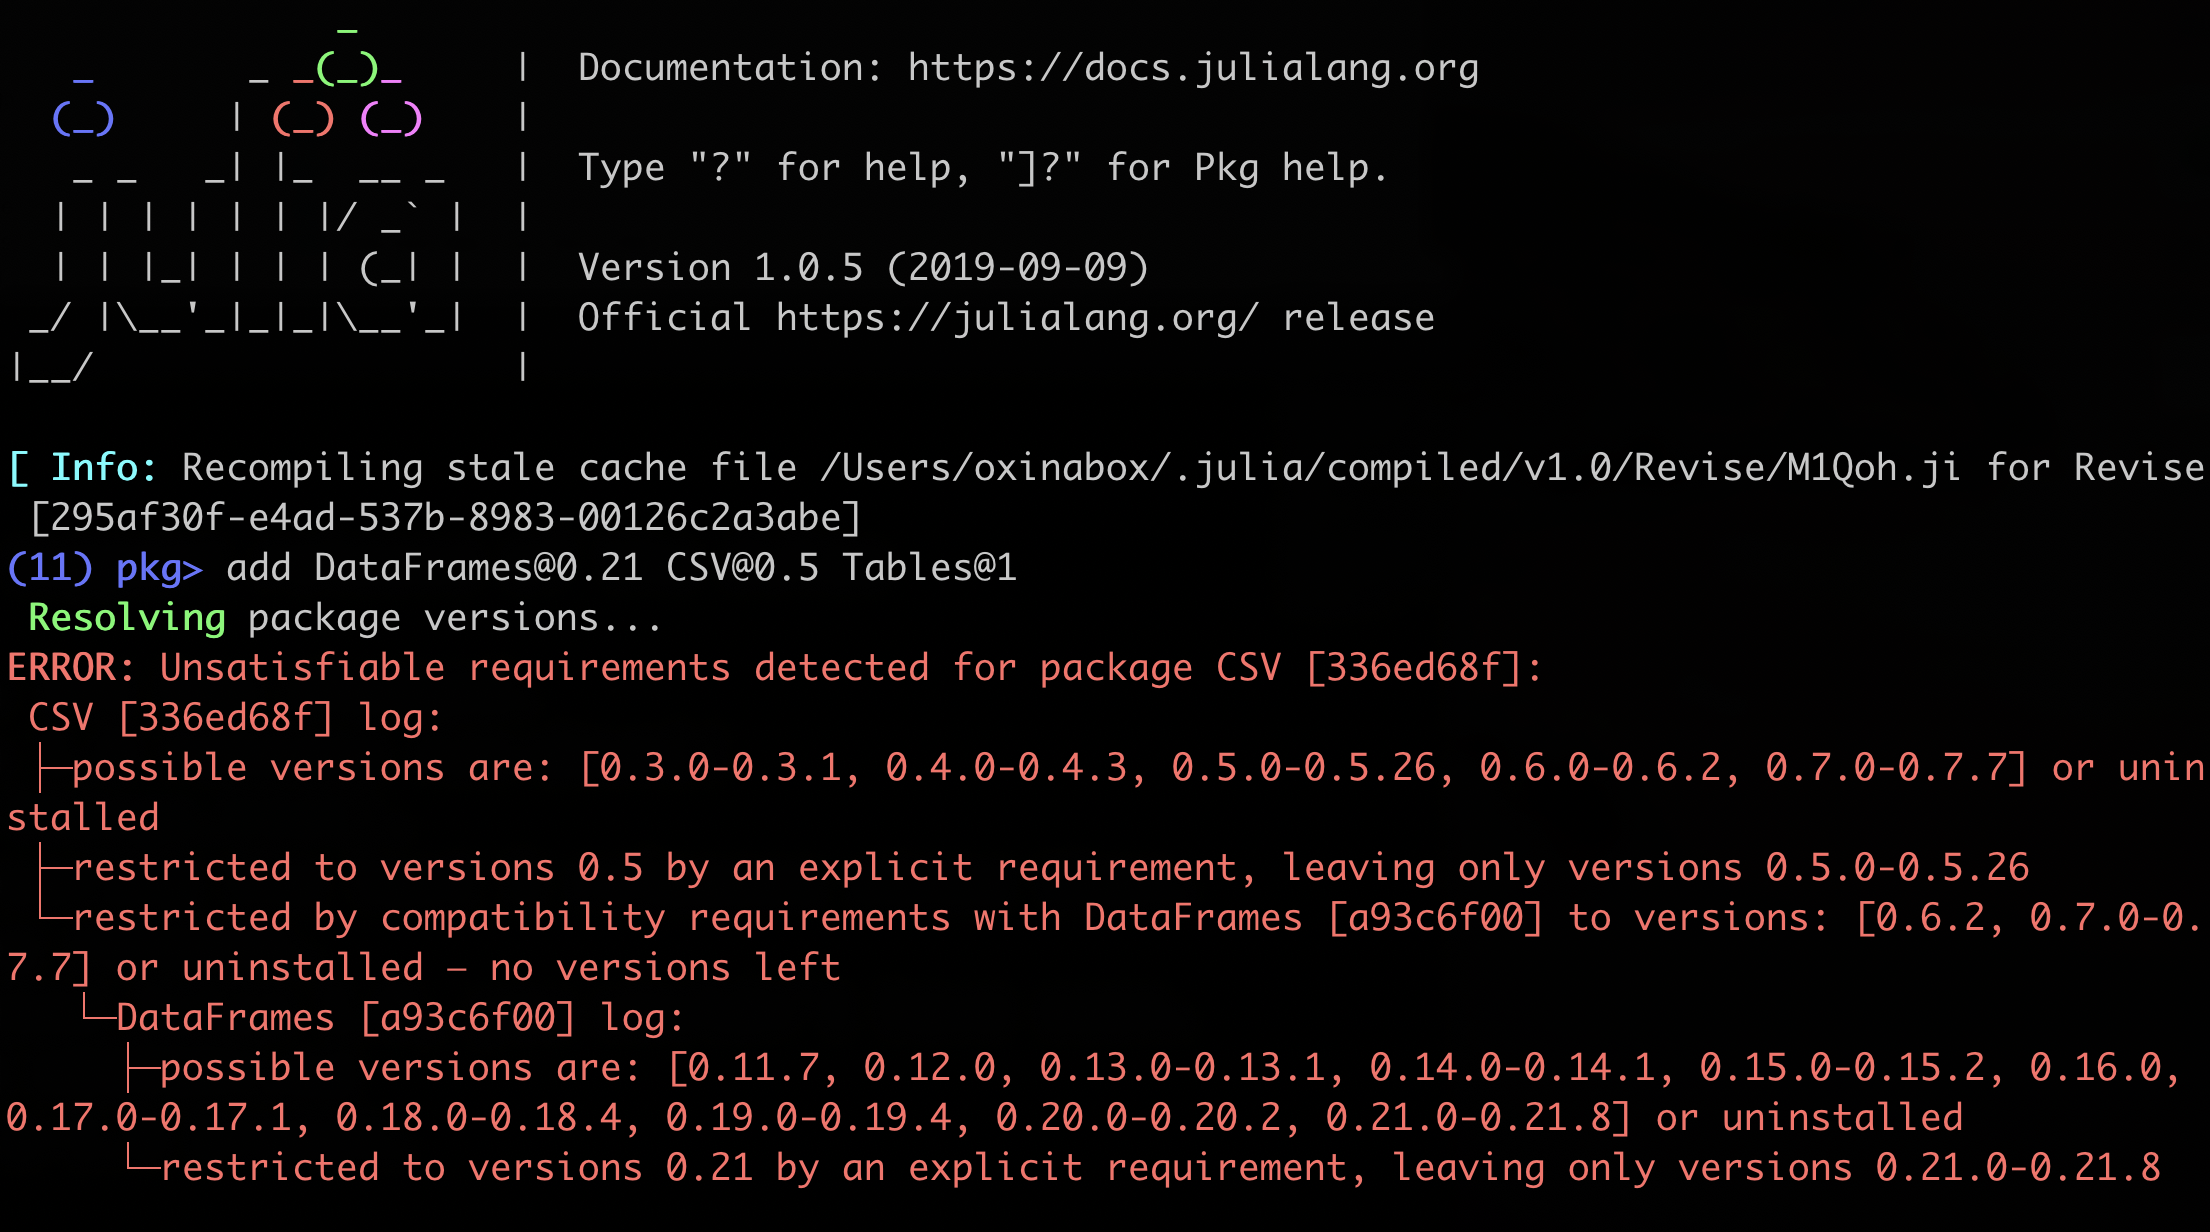 _
   _       _ _(_)_     |  Documentation: https://docs.julialang.org
  (_)     | (_) (_)    |
   _ _   _| |_  __ _   |  Type "?" for help, "]?" for Pkg help.
  | | | | | | |/ _` |  |
  | | |_| | | | (_| |  |  Version 1.0.5 (2019-09-09)
 _/ |\__'_|_|_|\__'_|  |  Official https://julialang.org/ release
|__/                   |
[ Info: Recompiling stale cache file /Users/oxinabox/.julia/compiled/v1.0/Revise/M1Qoh.ji for Revise
 [295af30f-e4ad-537b-8983-00126c2a3abe]
(11) pkg> add DataFrames@0.21 CSV@0.5 Tables@1
 Resolving package versions...
ERROR: Unsatisfiable requirements detected for package CSV [336ed68f]:
 CSV [336ed68f] log:
 ├─possible versions are: [0.3.0-0.3.1, 0.4.0-0.4.3, 0.5.0-0.5.26, 0.6.0-0.6.2, 0.7.0-0.7.7] or unin
stalled
 ├─restricted to versions 0.5 by an explicit requirement, leaving only versions 0.5.0-0.5.26
 └─restricted by compatibility requirements with DataFrames [a93c6f00] to versions: [0.6.2, 0.7.0-0.
7.7] or uninstalled — no versions left
   └─DataFrames [a93c6f00] log:
     ├─possible versions are: [0.11.7, 0.12.0, 0.13.0-0.13.1, 0.14.0-0.14.1, 0.15.0-0.15.2, 0.16.0,
0.17.0-0.17.1, 0.18.0-0.18.4, 0.19.0-0.19.4, 0.20.0-0.20.2, 0.21.0-0.21.8] or uninstalled
     └─restricted to versions 0.21 by an explicit requirement, leaving only versions 0.21.0-0.21.8